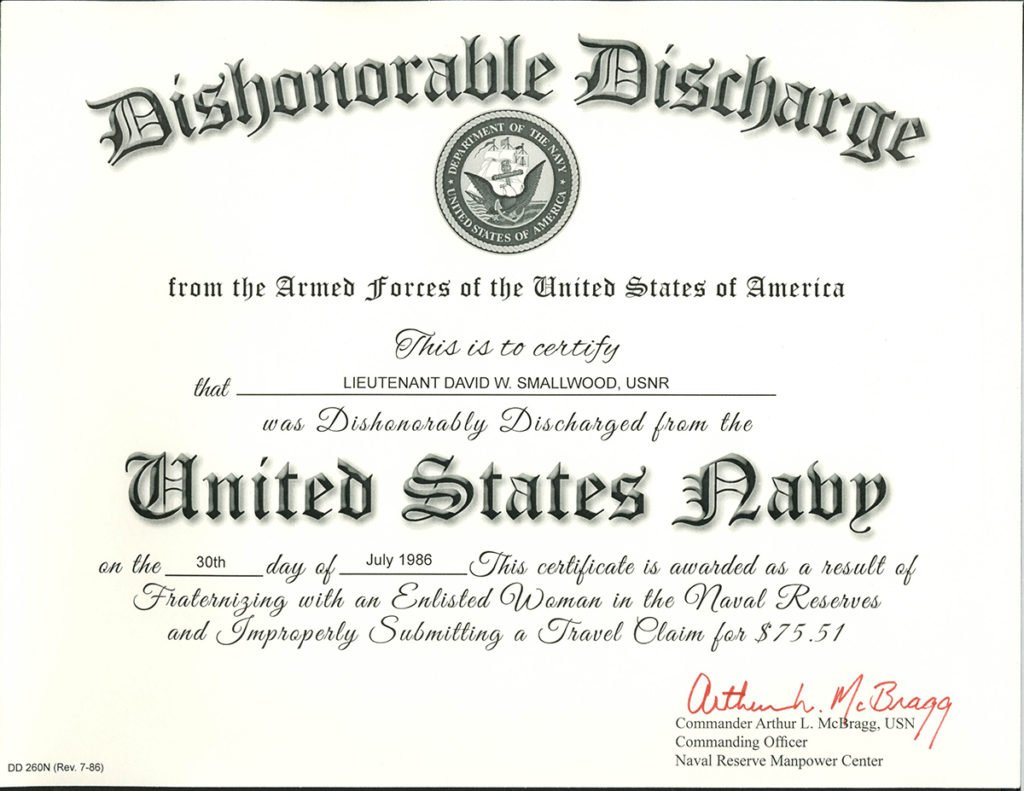 Dishonorable Discharge
DEPARTMENT OF THE NAVY
UNITED STATES OF AMERICA
from the Armed Forces of the United States of America
This is to certify
that LIEUTENANT DAVID W. SMALLWOOD, USNR
was Dishonorably Discharged from the
United States Navy
on the 30th day of July 1986 This certificate is awarded as a result of
Fraternizing with an Enlisted Woman in the Naval Reserves
and Improperly Submitting a Travel Claim for $75.51
Arthur L. McBragg
Commander Arthur L. McBragg, USN
Commanding Officer
Naval Reserve Manpower Center
DD 260N (Rev. 7-86)